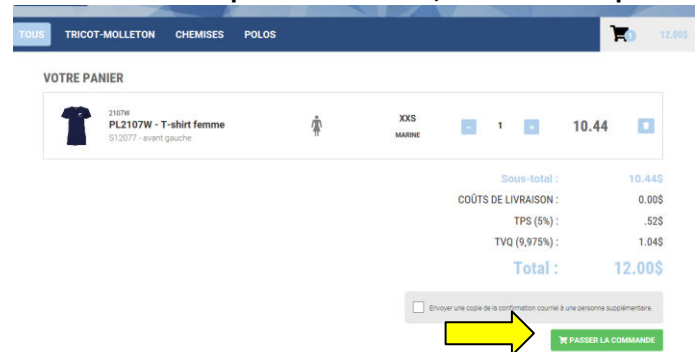 TOUS TRICOT-MOLLETON CHEMISES POLOS 12.00$
VOTRE PANIER
2107W
PL2107W - T-shirt femme
S12077 - avant gauche
XXS
MARINE
- 1 +
10.44
Sous-total : 10.44$
COÛTS DE LIVRAISON : 0.00$
TPS (5%) : .52$
TVQ (9,975%) : 1.04$
Total : 12.00$
Envoyer une copie de la confirmation courriel à une personne supplémentaire.
PASSER LA COMMANDE